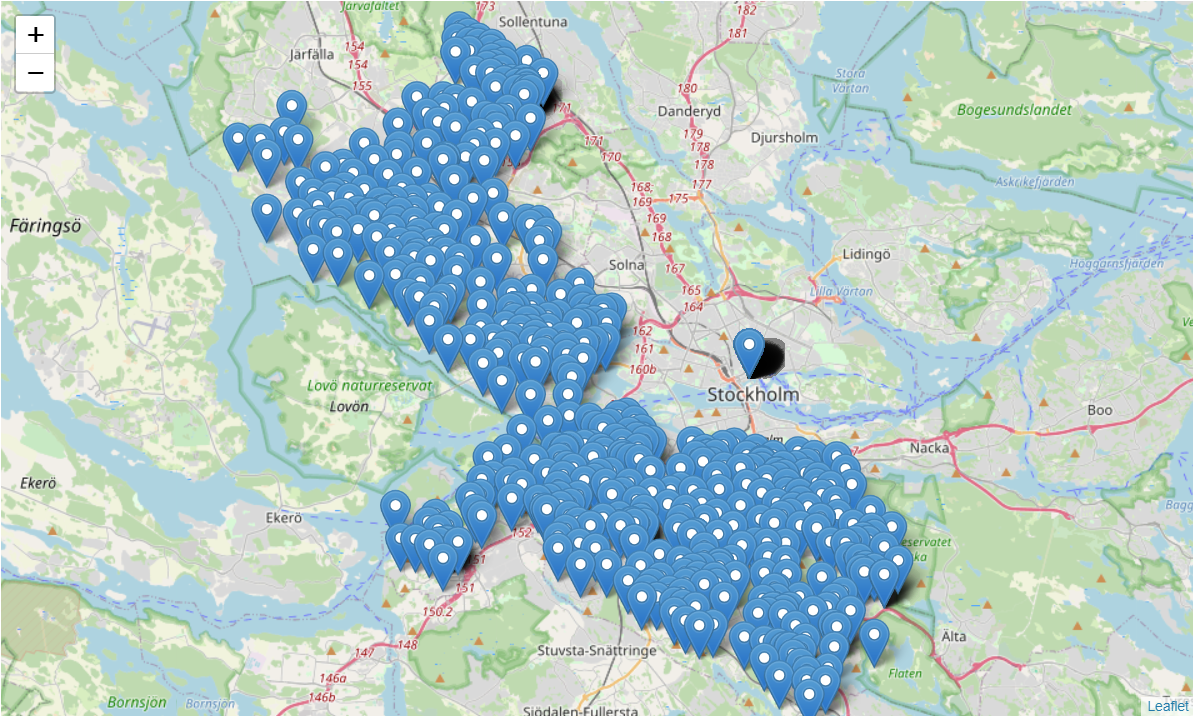 +
−
Järvafältet
173
Sollentuna
182
181
Järfälla
154
154
155
180
Stora
Värtan
Bogesundslandet
Danderyd
171
179
Djursholm
171
178
170
178
177
168;
169
175
Askrikefjärden
169
168
Färingsö
Lidingö
Solna
167
Höggarnsfjärden
165
Lilla Värtan
164
162
161
160b
Lovö naturreservat
Lovön
Stockholm
Boo
Nacka
Ekerö
Ekerö
152
151
150.2
148
147
146a
146b
Stuvsta-Snättringe
Älta
Flaten
Bornsjön
Bornsjön
Södalen-Fullersta
Leaflet